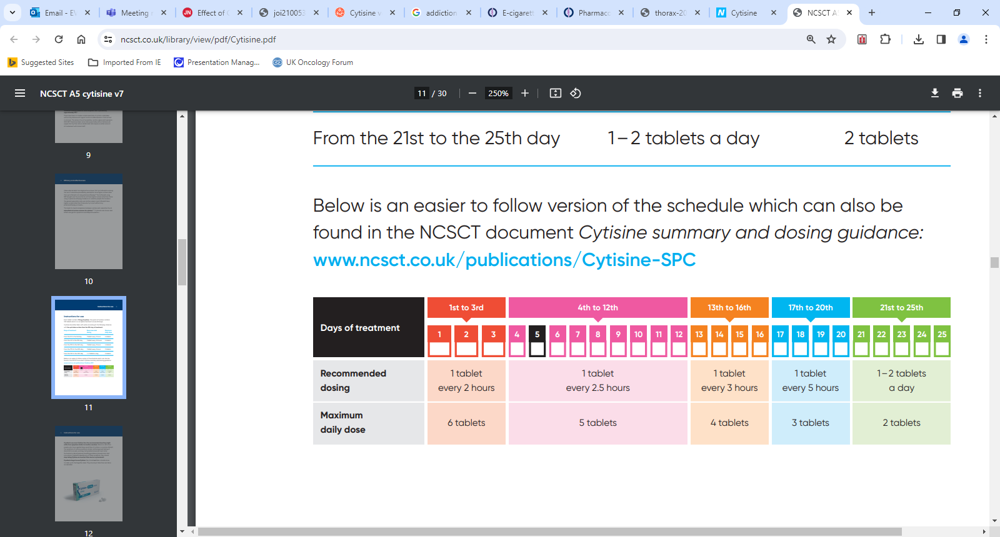 Email - E
Meeting
JN Effect of
joi210053
Cytisine v
addiction
E-cigarett
Pharmaco
thorax-20
Cytisine
NCSCT A
ncsct.co.uk/library/view/pdf/Cytisine.pdf
Suggested Sites
Imported From IE
Presentation Manag...
UK Oncology Forum
NCSCT A5 cytisine v7
11 / 30
250%
9
10
11
12
From the 21st to the 25th day 1–2 tablets a day 2 tablets
Below is an easier to follow version of the schedule which can also be
found in the NCSCT document Cytisine summary and dosing guidance:
www.ncsct.co.uk/publications/Cytisine-SPC
Days of treatment
1st to 3rd 4th to 12th 13th to 16th 17th to 20th 21st to 25th
1 2 3 4 5 6 7 8 9 10 11 12 13 14 15 16 17 18 19 20 21 22 23 24 25
Recommended
dosing
1 tablet
every 2 hours
1 tablet
every 2.5 hours
1 tablet
every 3 hours
1 tablet
every 5 hours
1–2 tablets
a day
Maximum
daily dose
6 tablets 5 tablets 4 tablets 3 tablets 2 tablets